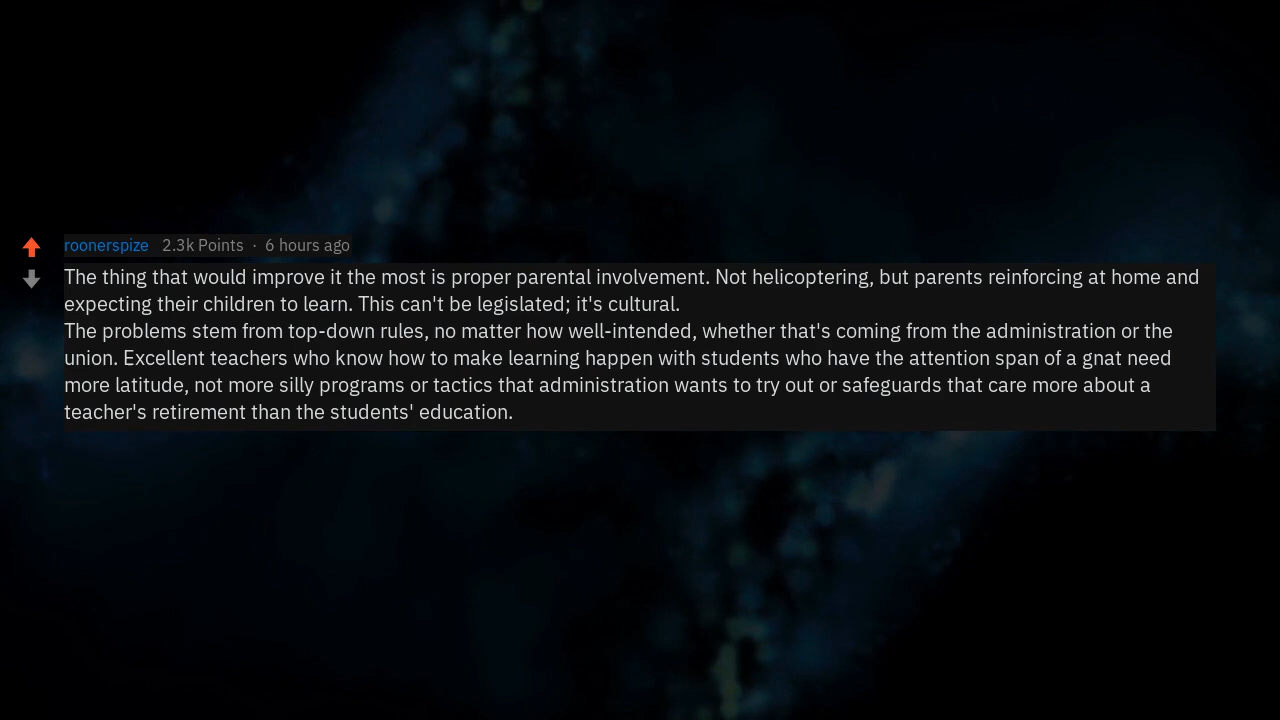 roonerspize 2.3k Points · 6 hours ago
The thing that would improve it the most is proper parental involvement. Not helicoptering, but parents reinforcing at home and
expecting their children to learn. This can't be legislated; it's cultural.
The problems stem from top-down rules, no matter how well-intended, whether that's coming from the administration or the
union. Excellent teachers who know how to make learning happen with students who have the attention span of a gnat need
more latitude, not more silly programs or tactics that administration wants to try out or safeguards that care more about a
teacher's retirement than the students' education.